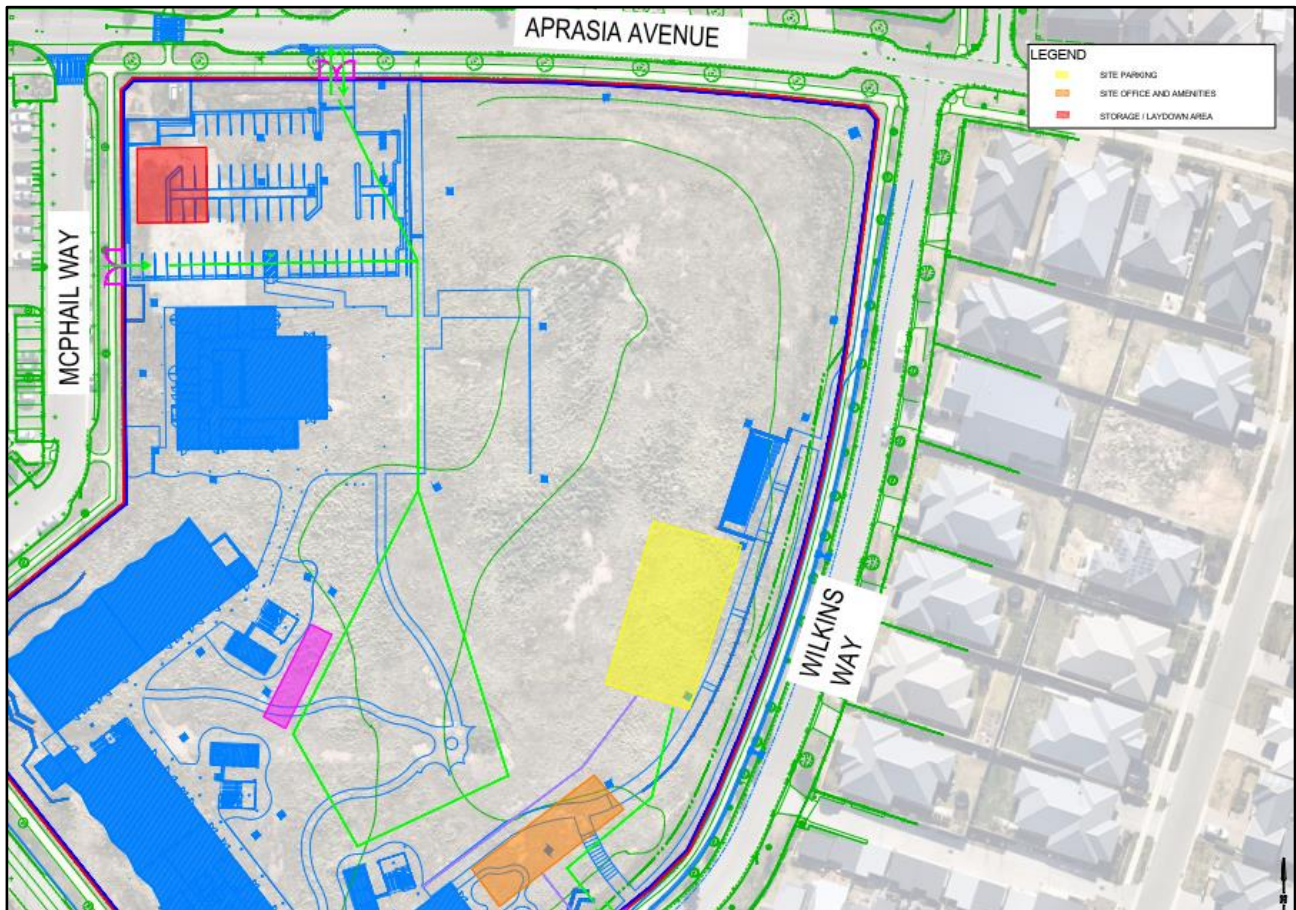 APRASIA AVENUE
LEGEND
SITE PARKING
SITE OFFICE AND AMENITIES
STORAGE / LAYDOWN AREA
MCPHAIL WAY
WILKINS
WAY
N